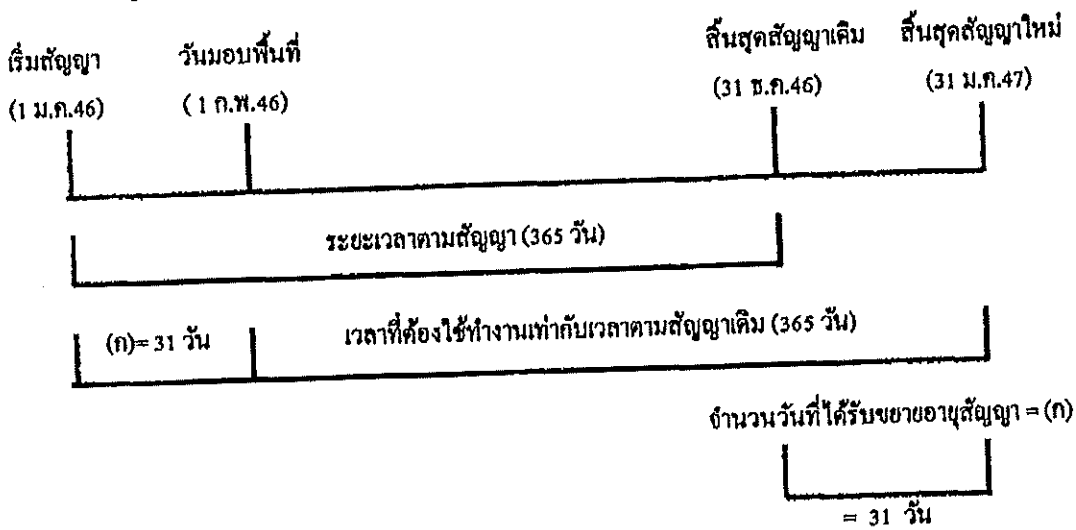 เริ่มสัญญา วันมอบพื้นที่ สิ้นสุดสัญญาเดิม สิ้นสุดสัญญาใหม่
(1 ม.ค.46) ( 1 ก.พ.46) (31 ธ.ค.46) (31 ม.ค.47)
ระยะเวลาตามสัญญา (365 วัน)
(ก)= 31 วัน เวลาที่ต้องใช้ทำงานเท่ากับเวลาตามสัญญาเดิม (365 วัน)
จำนวนวันที่ได้รับขยายอายุสัญญา = (ก)
= 31 วัน